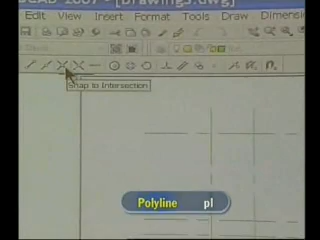 CAD 2007 - [Drawing3.dwg]
Edit View Insert Format Tools Draw Dimensi
Snap to Intersection
Polyline pl